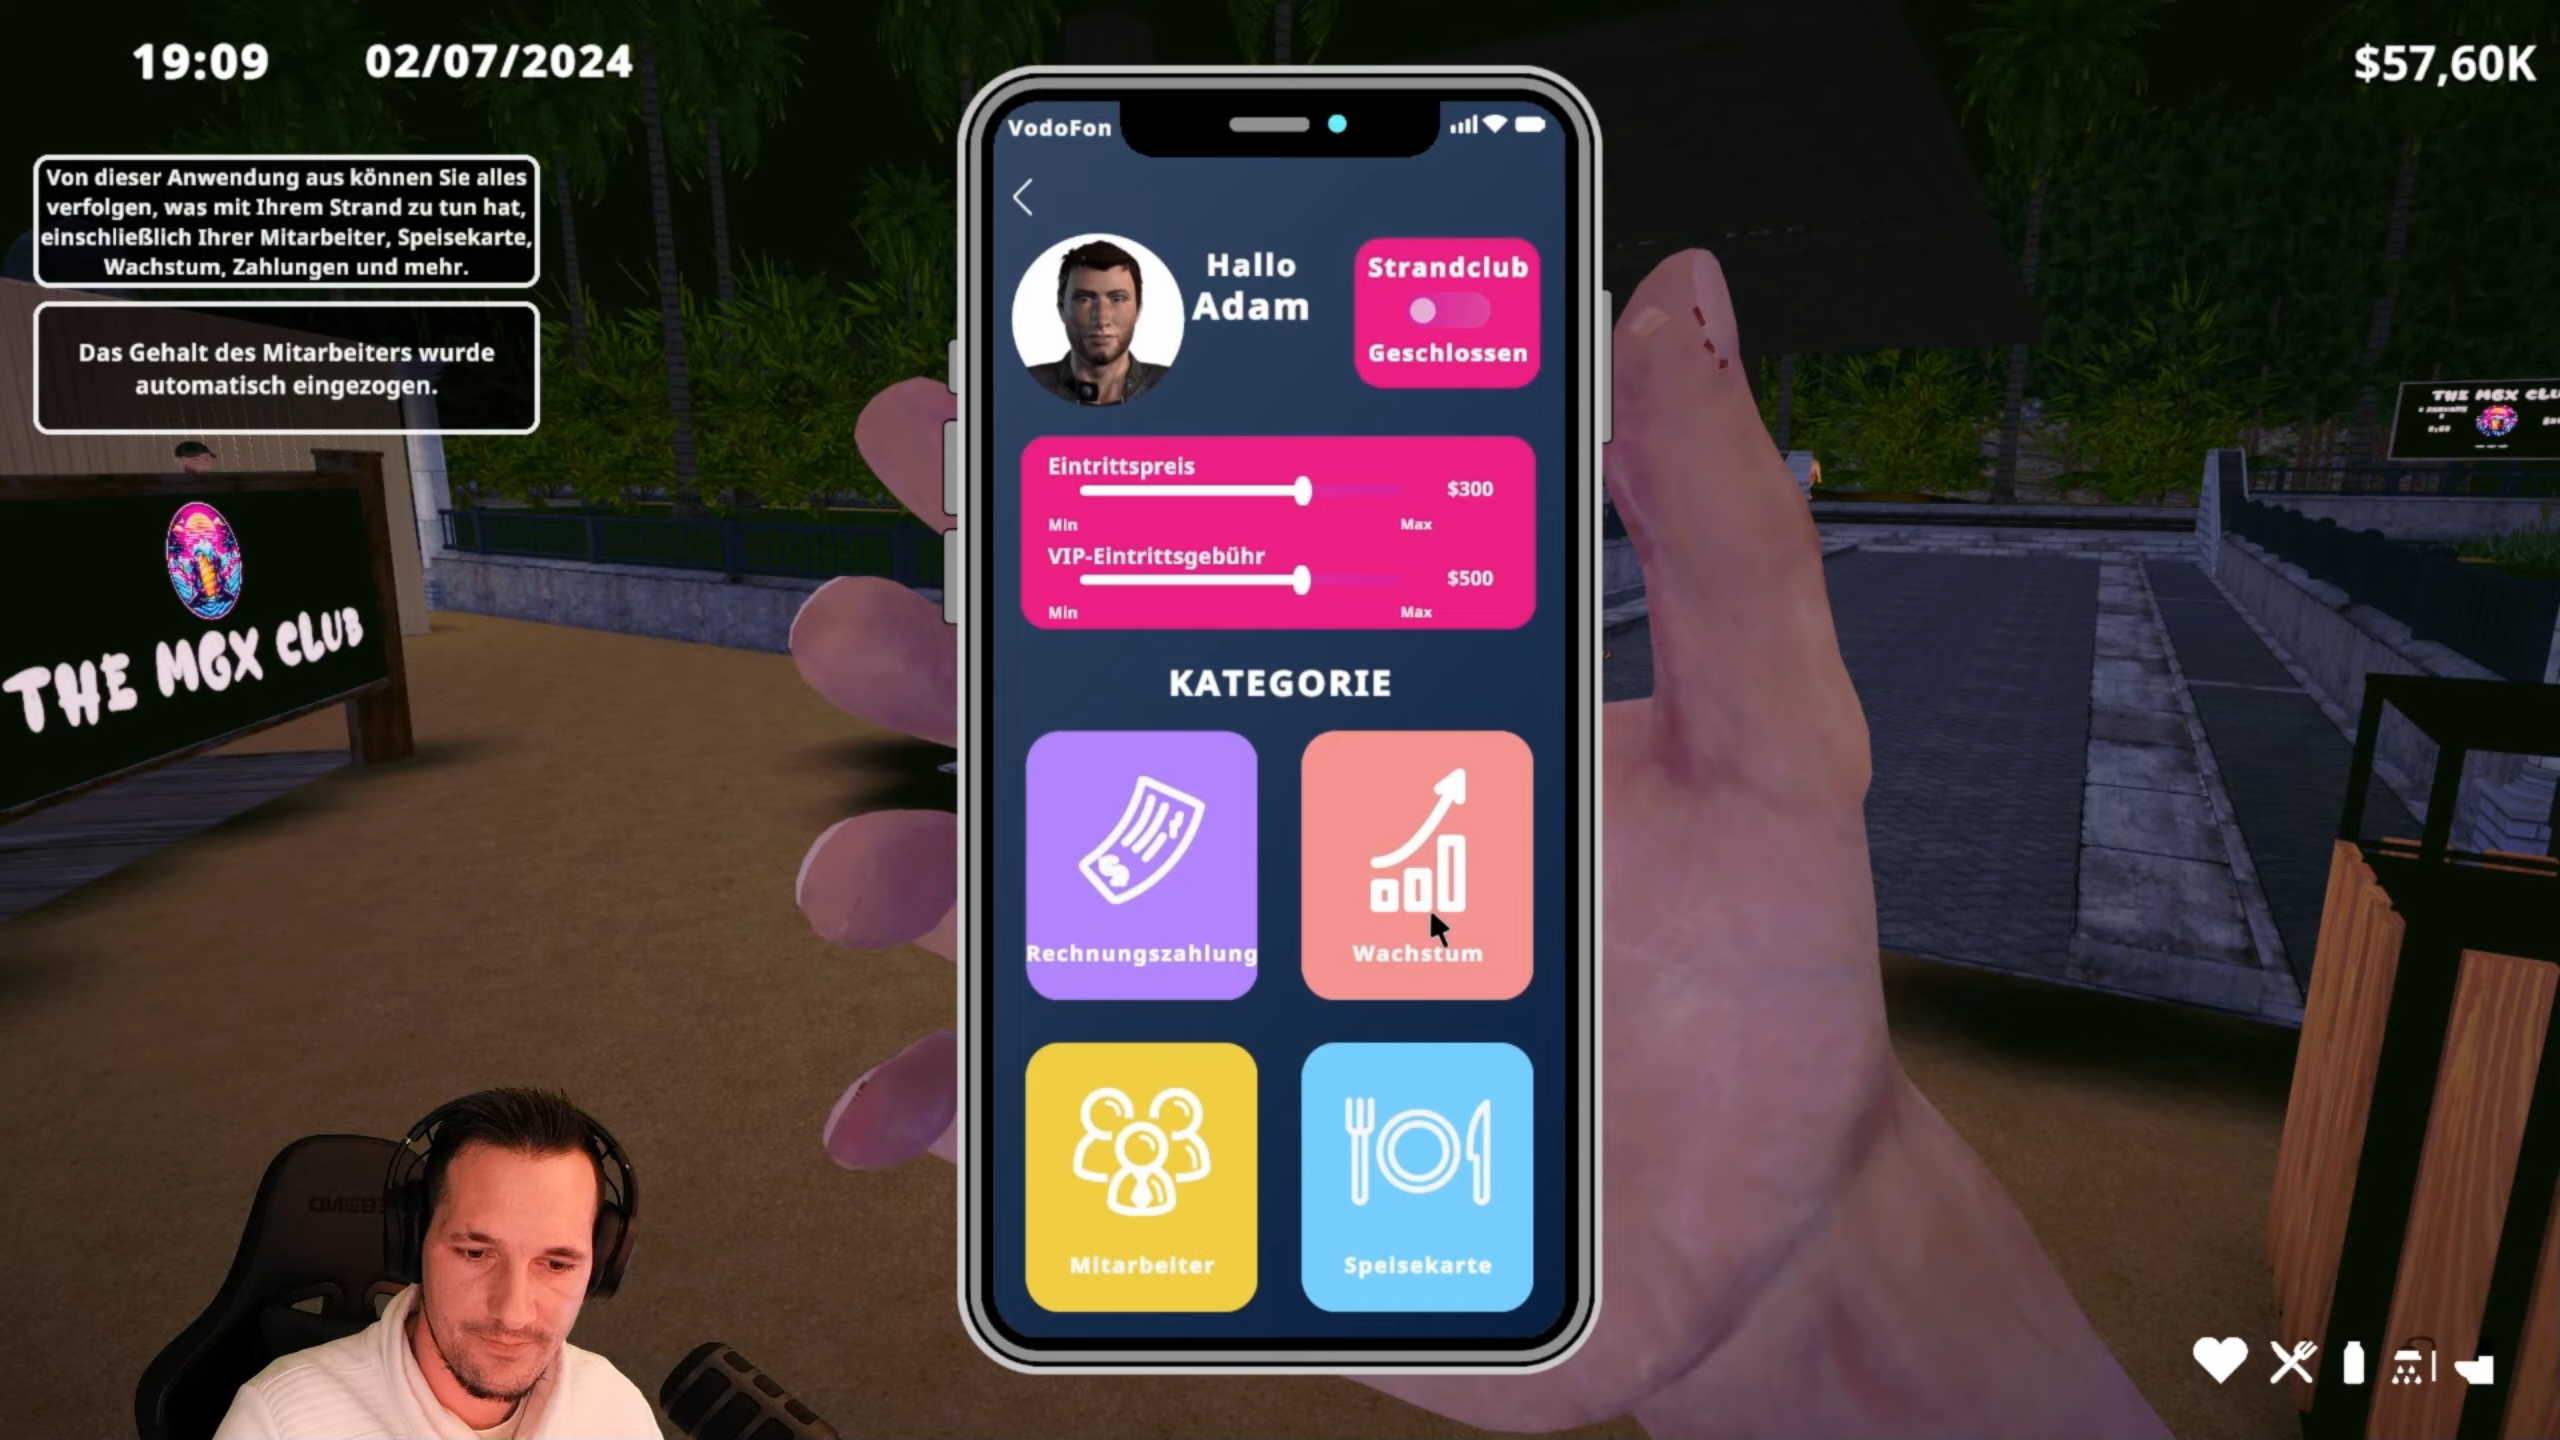 19:09 02/07/2024
$57,60K
Von dieser Anwendung aus können Sie alles
verfolgen, was mit Ihrem Strand zu tun hat,
einschließlich Ihrer Mitarbeiter, Speisekarte,
Wachstum, Zahlungen und mehr.
Das Gehalt des Mitarbeiters wurde
automatisch eingezogen.
THE MGX CLUB
VodoFon
Hallo
Adam
Strandclub
Geschlossen
Eintrittspreis
$300
Min Max
VIP-Eintrittsgebühr
$500
Min Max
KATEGORIE
Rechnungszahlung
Wachstum
Mitarbeiter
Speisekarte
THE MGX CLU